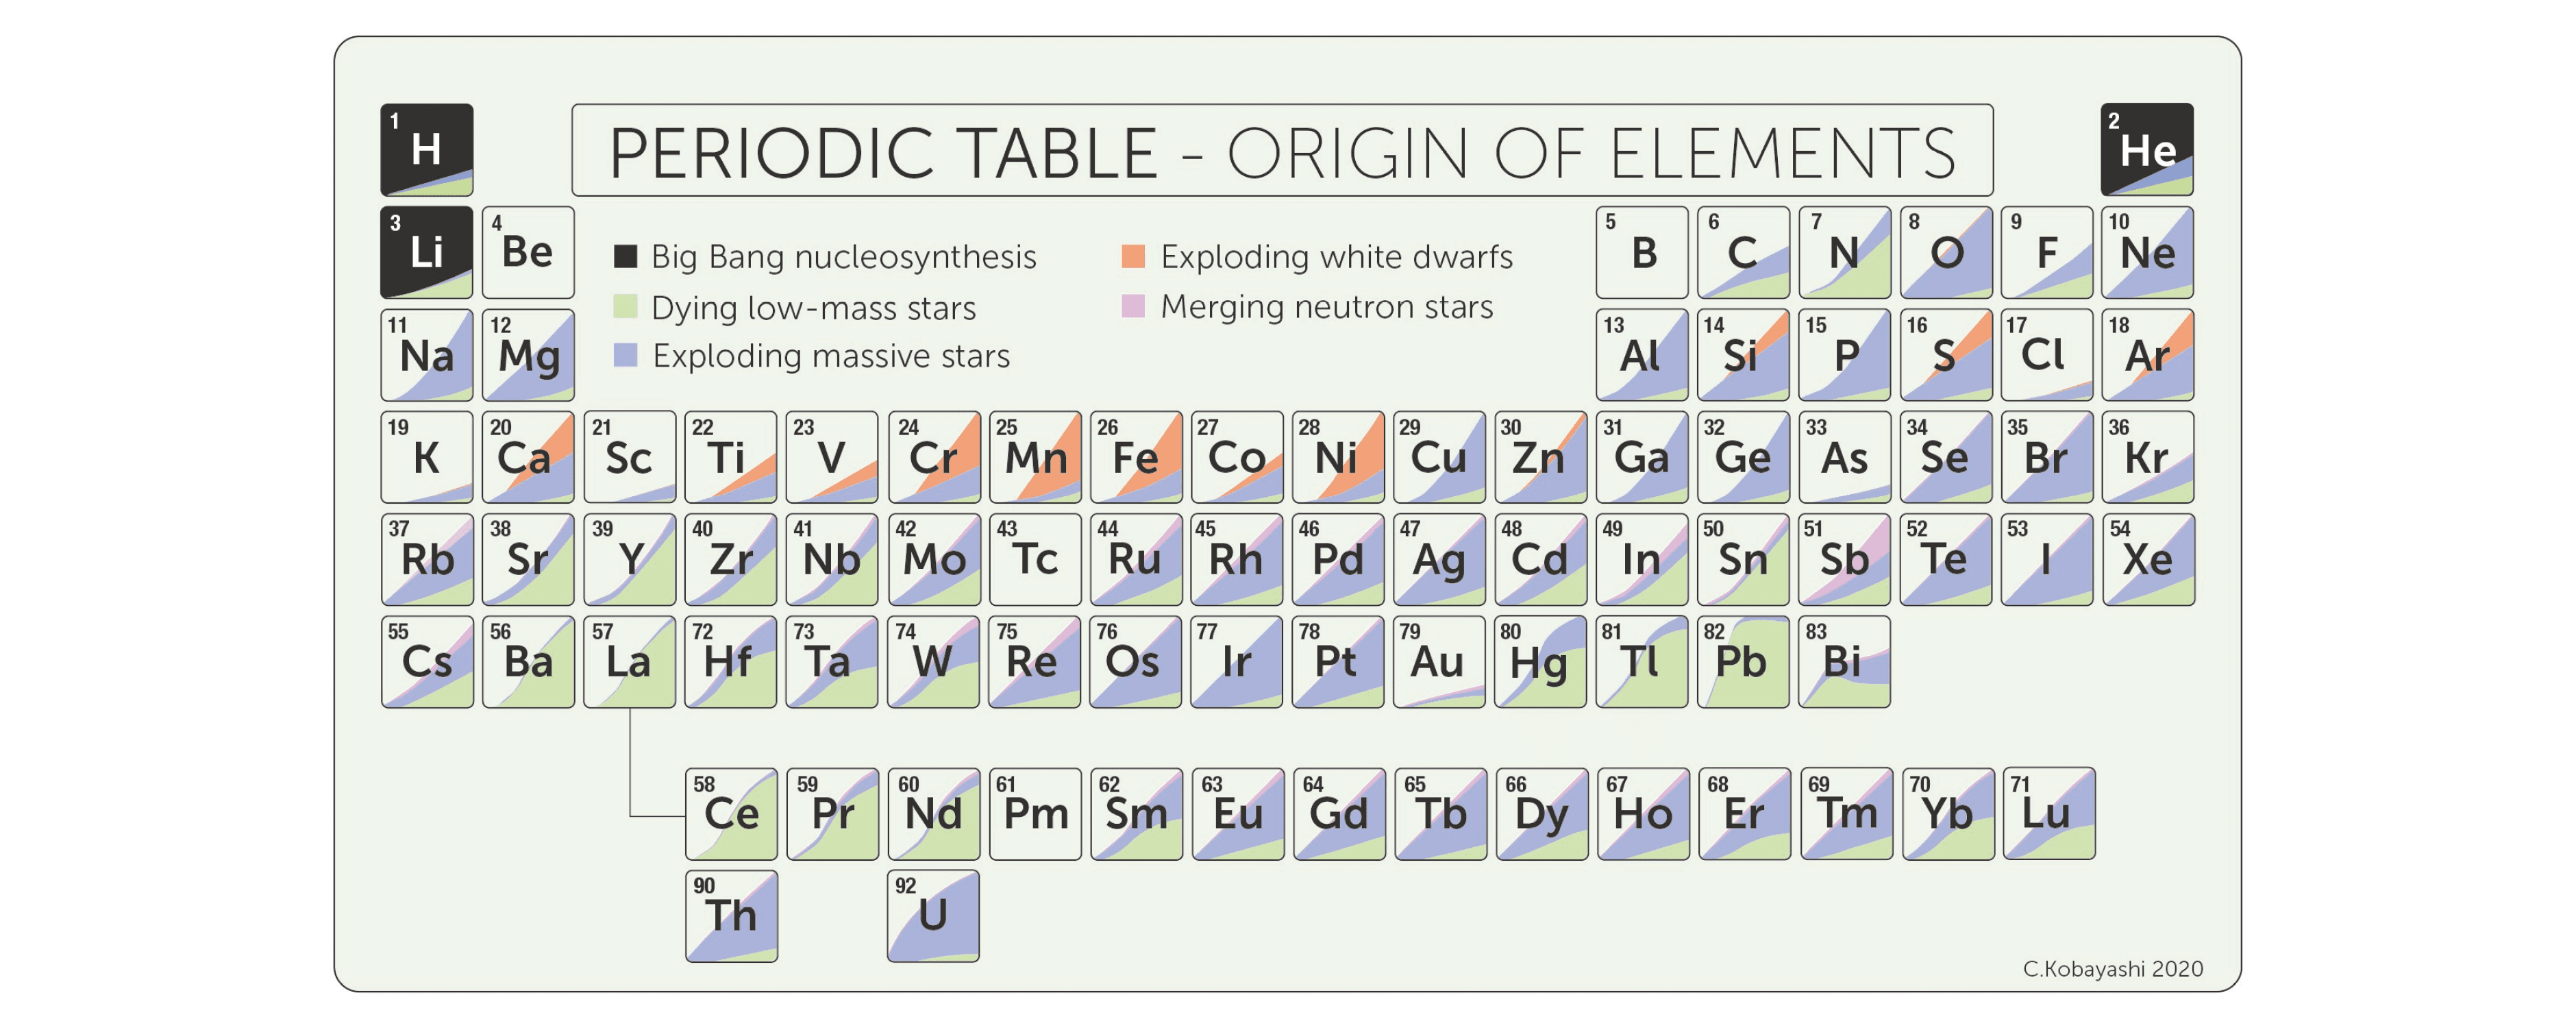 1 H
PERIODIC TABLE - ORIGIN OF ELEMENTS
2 He
3 Li
4 Be
Big Bang nucleosynthesis
Dying low-mass stars
Exploding massive stars
Exploding white dwarfs
Merging neutron stars
5 B
6 C
7 N
8 O
9 F
10 Ne
11 Na
12 Mg
13 Al
14 Si
15 P
16 S
17 Cl
18 Ar
19 K
20 Ca
21 Sc
22 Ti
23 V
24 Cr
25 Mn
26 Fe
27 Co
28 Ni
29 Cu
30 Zn
31 Ga
32 Ge
33 As
34 Se
35 Br
36 Kr
37 Rb
38 Sr
39 Y
40 Zr
41 Nb
42 Mo
43 Tc
44 Ru
45 Rh
46 Pd
47 Ag
48 Cd
49 In
50 Sn
51 Sb
52 Te
53 I
54 Xe
55 Cs
56 Ba
57 La
72 Hf
73 Ta
74 W
75 Re
76 Os
77 Ir
78 Pt
79 Au
80 Hg
81 Tl
82 Pb
83 Bi
58 Ce
59 Pr
60 Nd
61 Pm
62 Sm
63 Eu
64 Gd
65 Tb
66 Dy
67 Ho
68 Er
69 Tm
70 Yb
71 Lu
90 Th
92 U
C.Kobayashi 2020